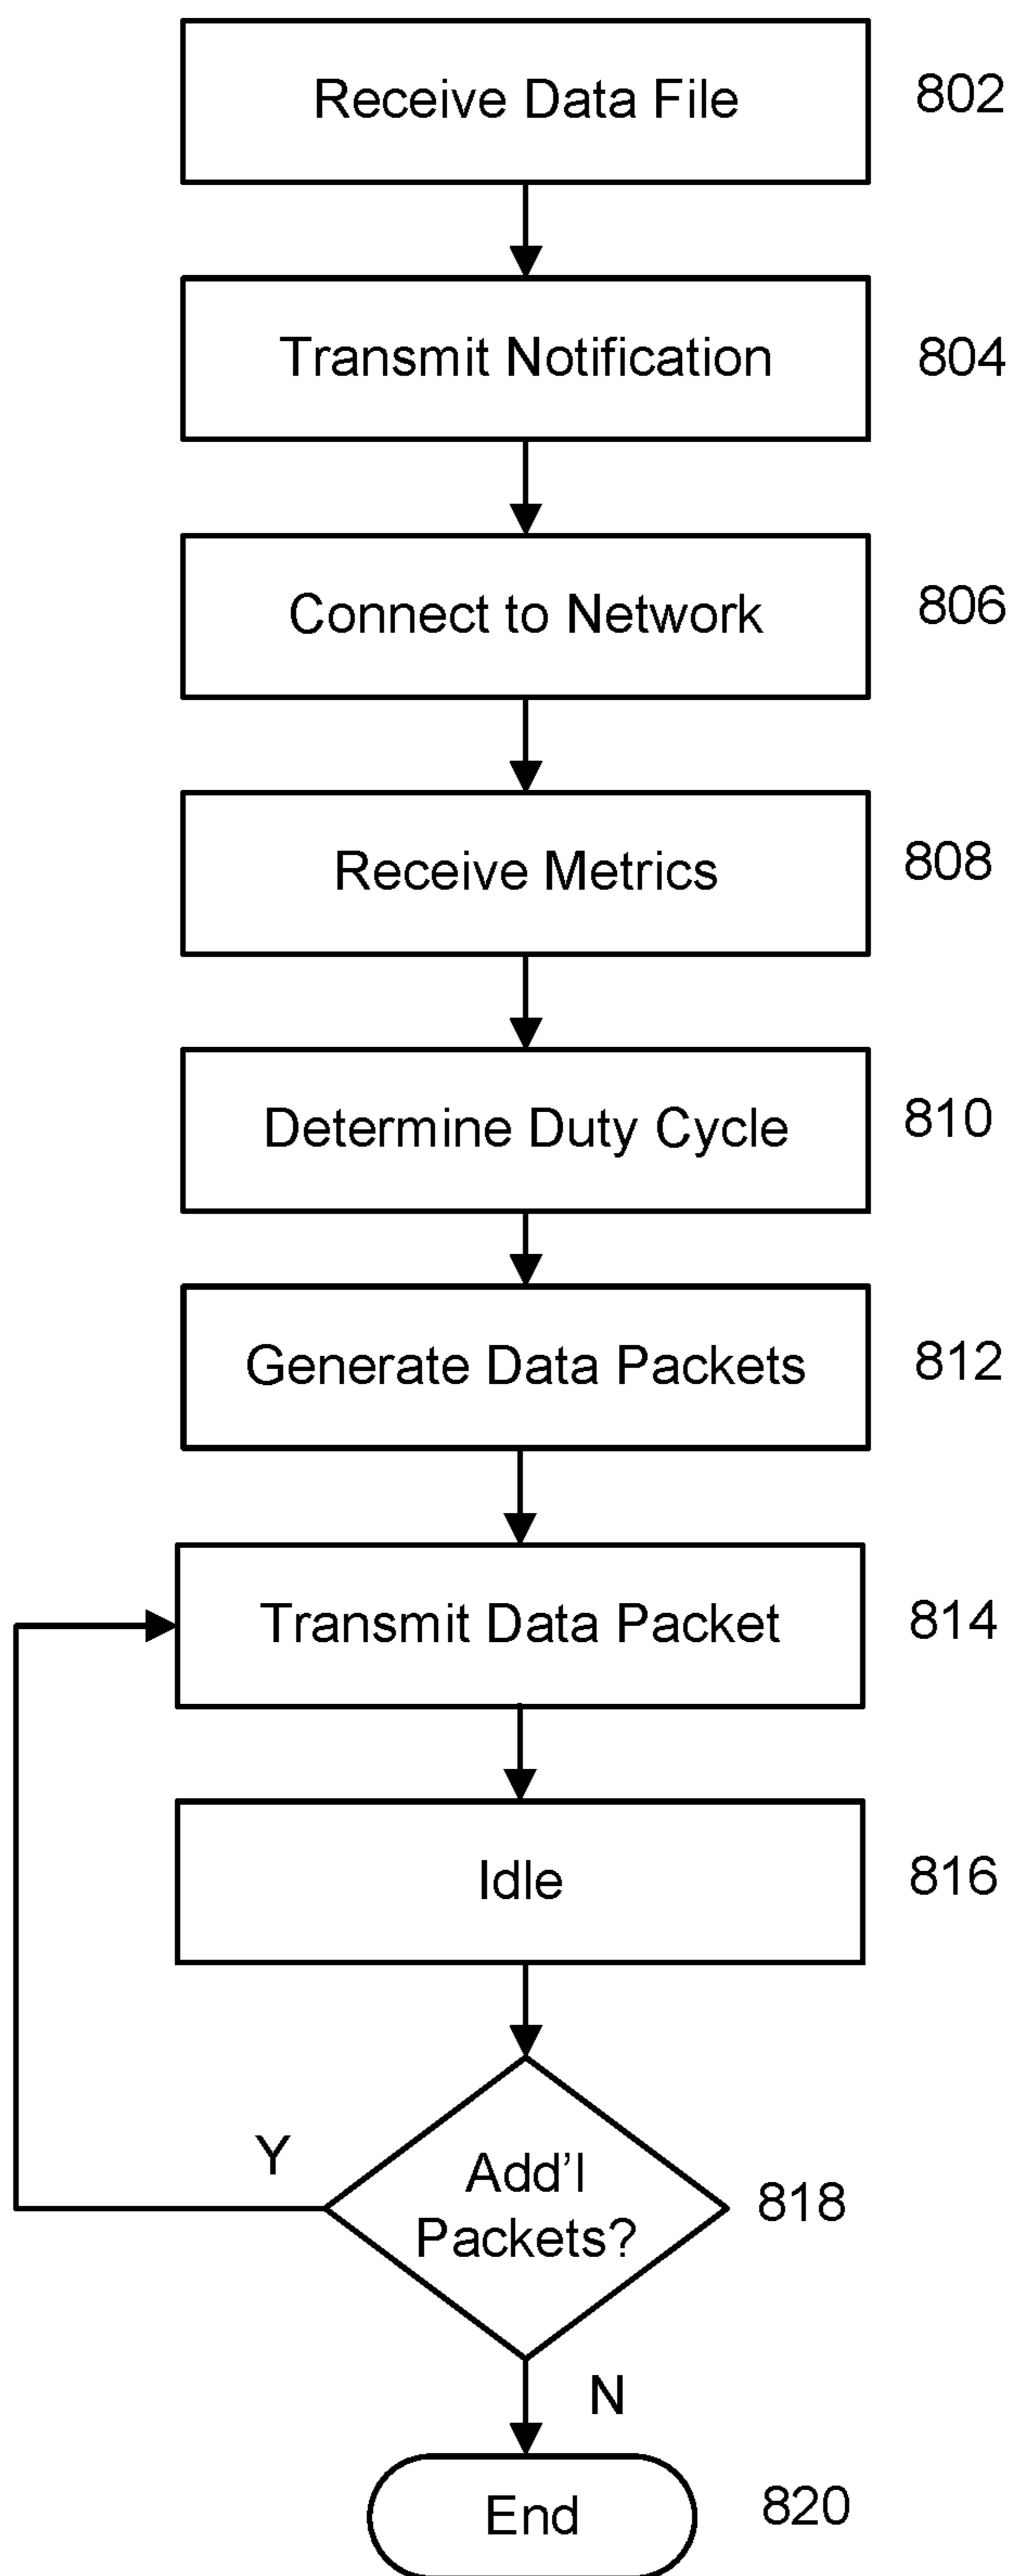 Receive Data File 802
Transmit Notification 804
Connect to Network 806
Receive Metrics 808
Determine Duty Cycle 810
Generate Data Packets 812
Transmit Data Packet 814
Idle 816
Y
Add’l
Packets?
818
N
End 820